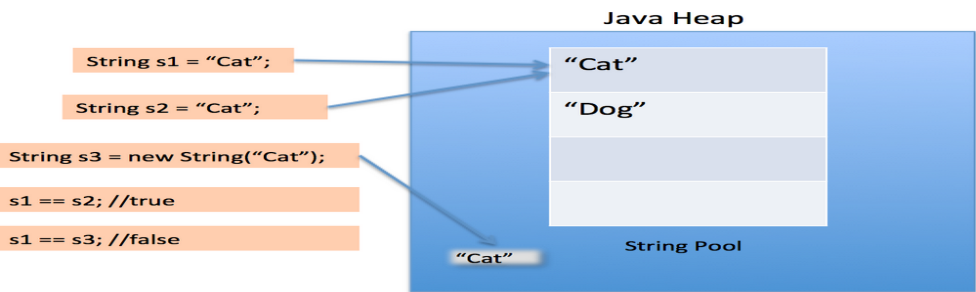 Java Heap
String s1 = “Cat”;
“Cat”
String s2 = “Cat”;
“Dog”
String s3 = new String(“Cat”);
s1 == s2; //true
s1 == s3; //false
“Cat”
String Pool